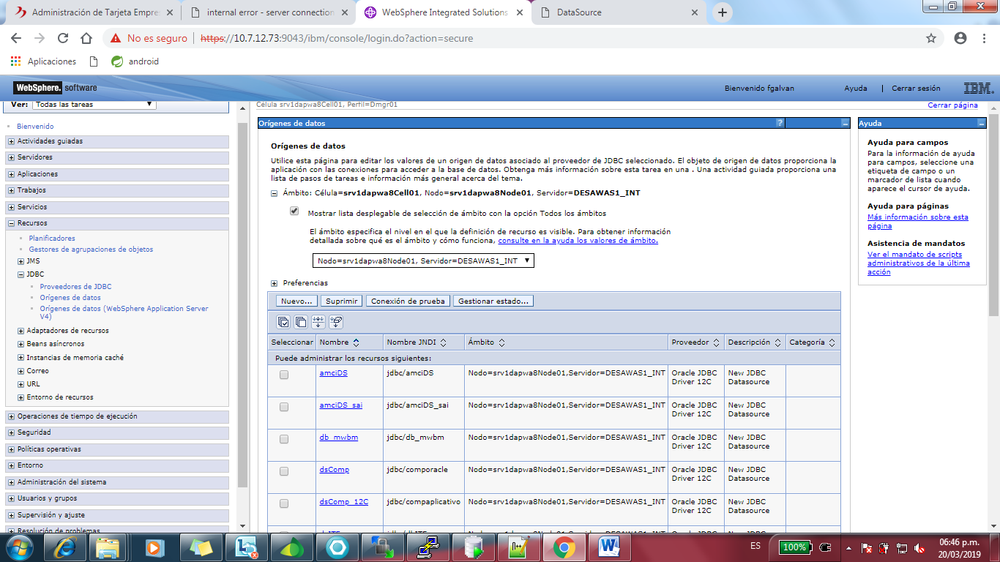 Administración de Tarjeta Empre
internal error - server connection
WebSphere Integrated Solutions
DataSource
No es seguro | https://10.7.12.73:9043/ibm/console/login.do?action=secure
Aplicaciones
android
WebSphere. software
Bienvenido fgalvan
Ayuda | Cerrar sesión
IBM.
Ver: Todas las tareas
Bienvenido
Actividades guiadas
Servidores
Aplicaciones
Trabajos
Servicios
Recursos
Planificadores
Gestores de agrupaciones de objetos
JMS
JDBC
Proveedores de JDBC
Orígenes de datos
Orígenes de datos (WebSphere Application Server
V4)
Adaptadores de recursos
Beans asíncronos
Instancias de memoria caché
Correo
URL
Entorno de recursos
Operaciones de tiempo de ejecución
Seguridad
Políticas operativas
Entorno
Administración del sistema
Usuarios y grupos
Supervisión y ajuste
Resolución de problemas
Célula srv1dapwa8Cell01, Perfil=Dmgr01
Cerrar página
Orígenes de datos
?
Orígenes de datos
Utilice esta página para editar los valores de un origen de datos asociado al proveedor de JDBC seleccionado. El objeto de origen de datos proporciona la
aplicación con las conexiones para acceder a la base de datos. Obtenga más información sobre esta tarea en una . Una actividad guiada proporciona una
lista de pasos de tareas e información más general acerca del tema.
Ámbito: Célula=srv1dapwa8Cell01, Nodo=srv1dapwa8Node01, Servidor=DESAWAS1_INT
Mostrar lista desplegable de selección de ámbito con la opción Todos los ámbitos
El ámbito especifica el nivel en el que la definición de recurso es visible. Para obtener información
detallada sobre qué es el ámbito y cómo funciona, consulte en la ayuda los valores de ámbito.
Nodo=srv1dapwa8Node01, Servidor=DESAWAS1_INT
Preferencias
Nuevo... Suprimir Conexión de prueba Gestionar estado...
Seleccionar Nombre Nombre JNDI Ámbito Proveedor Descripción Categoría
Puede administrar los recursos siguientes:
amciDS jdbc/amciDS Nodo=srv1dapwa8Node01,Servidor=DESAWAS1_INT Oracle JDBC New JDBC
Driver 12C Datasource
amciDS_sai jdbc/amciDS_sai Nodo=srv1dapwa8Node01,Servidor=DESAWAS1_INT Oracle JDBC New JDBC
Driver 12C Datasource
db_mwbm jdbc/db_mwbm Nodo=srv1dapwa8Node01,Servidor=DESAWAS1_INT Oracle JDBC New JDBC
Driver 12C Datasource
dsComp jdbc/comporacle Nodo=srv1dapwa8Node01,Servidor=DESAWAS1_INT Oracle JDBC New JDBC
Driver 12C Datasource
dsComp_12C jdbc/compaplicativo Nodo=srv1dapwa8Node01,Servidor=DESAWAS1_INT Oracle JDBC New JDBC
Driver 12C Datasource
Ayuda
Ayuda para campos
Para la información de ayuda
para campos, seleccione una
etiqueta de campo o un
marcador de lista cuando
aparece el cursor de ayuda.
Ayuda para páginas
Más información sobre esta
página
Asistencia de mandatos
Ver el mandato de scripts
administrativos de la última
acción
ES
100%
06:46 p.m.
20/03/2019